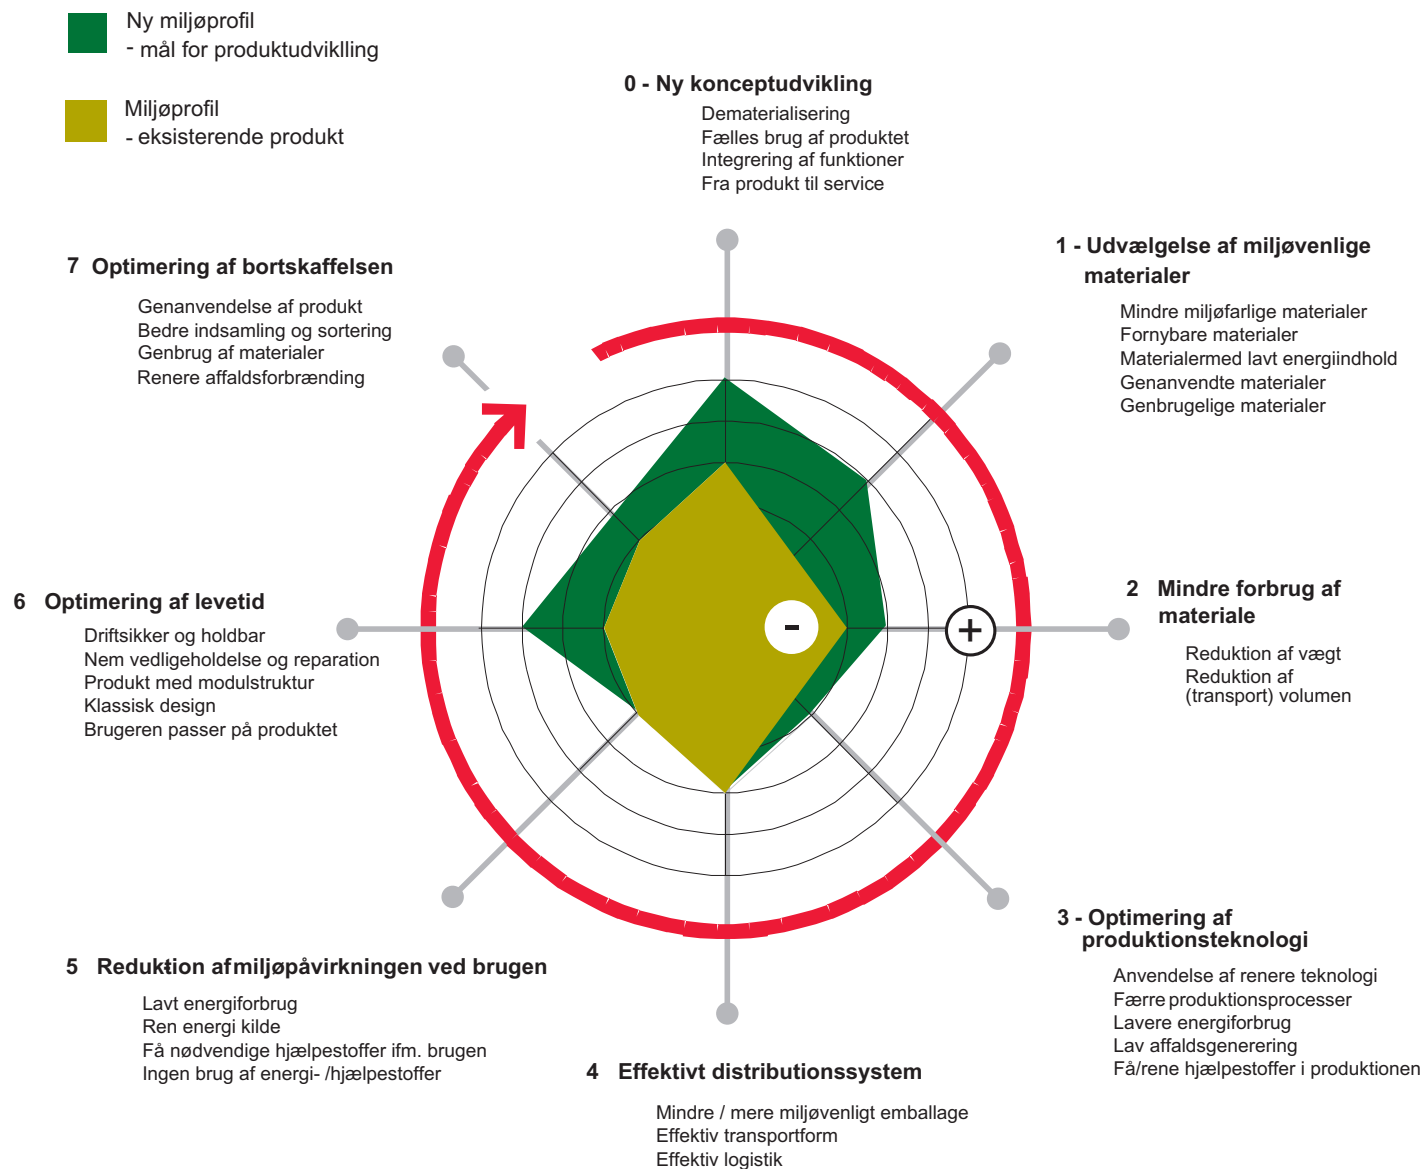 Ny miljøprofil
- mål for produktudviklling
Miljøprofil
- eksisterende produkt
0 - Ny konceptudvikling
Dematerialisering
Fælles brug af produktet
Integrering af funktioner
Fra produkt til service
1 - Udvælgelse af miljøvenlige
materialer
Mindre miljøfarlige materialer
Fornybare materialer
Materialermed lavt energiindhold
Genanvendte materialer
Genbrugelige materialer
2 Mindre forbrug af
materiale
Reduktion af vægt
Reduktion af
(transport) volumen
3 - Optimering af
produktionsteknologi
Anvendelse af renere teknologi
Færre produktionsprocesser
Lavere energiforbrug
Lav affaldsgenerering
Få/rene hjælpestoffer i produktionen
4 Effektivt distributionssystem
Mindre / mere miljøvenligt emballage
Effektiv transportform
Effektiv logistik
5 Reduktion af miljøpåvirkningen ved brugen
Lavt energiforbrug
Ren energi kilde
Få nødvendige hjælpestoffer ifm. brugen
Ingen brug af energi- /hjælpestoffer
6 Optimering af levetid
Driftsikker og holdbar
Nem vedligeholdelse og reparation
Produkt med modulstruktur
Klassisk design
Brugeren passer på produktet
7 Optimering af bortskaffelsen
Genanvendelse af produkt
Bedre indsamling og sortering
Genbrug af materialer
Renere affaldsforbrænding
-
+